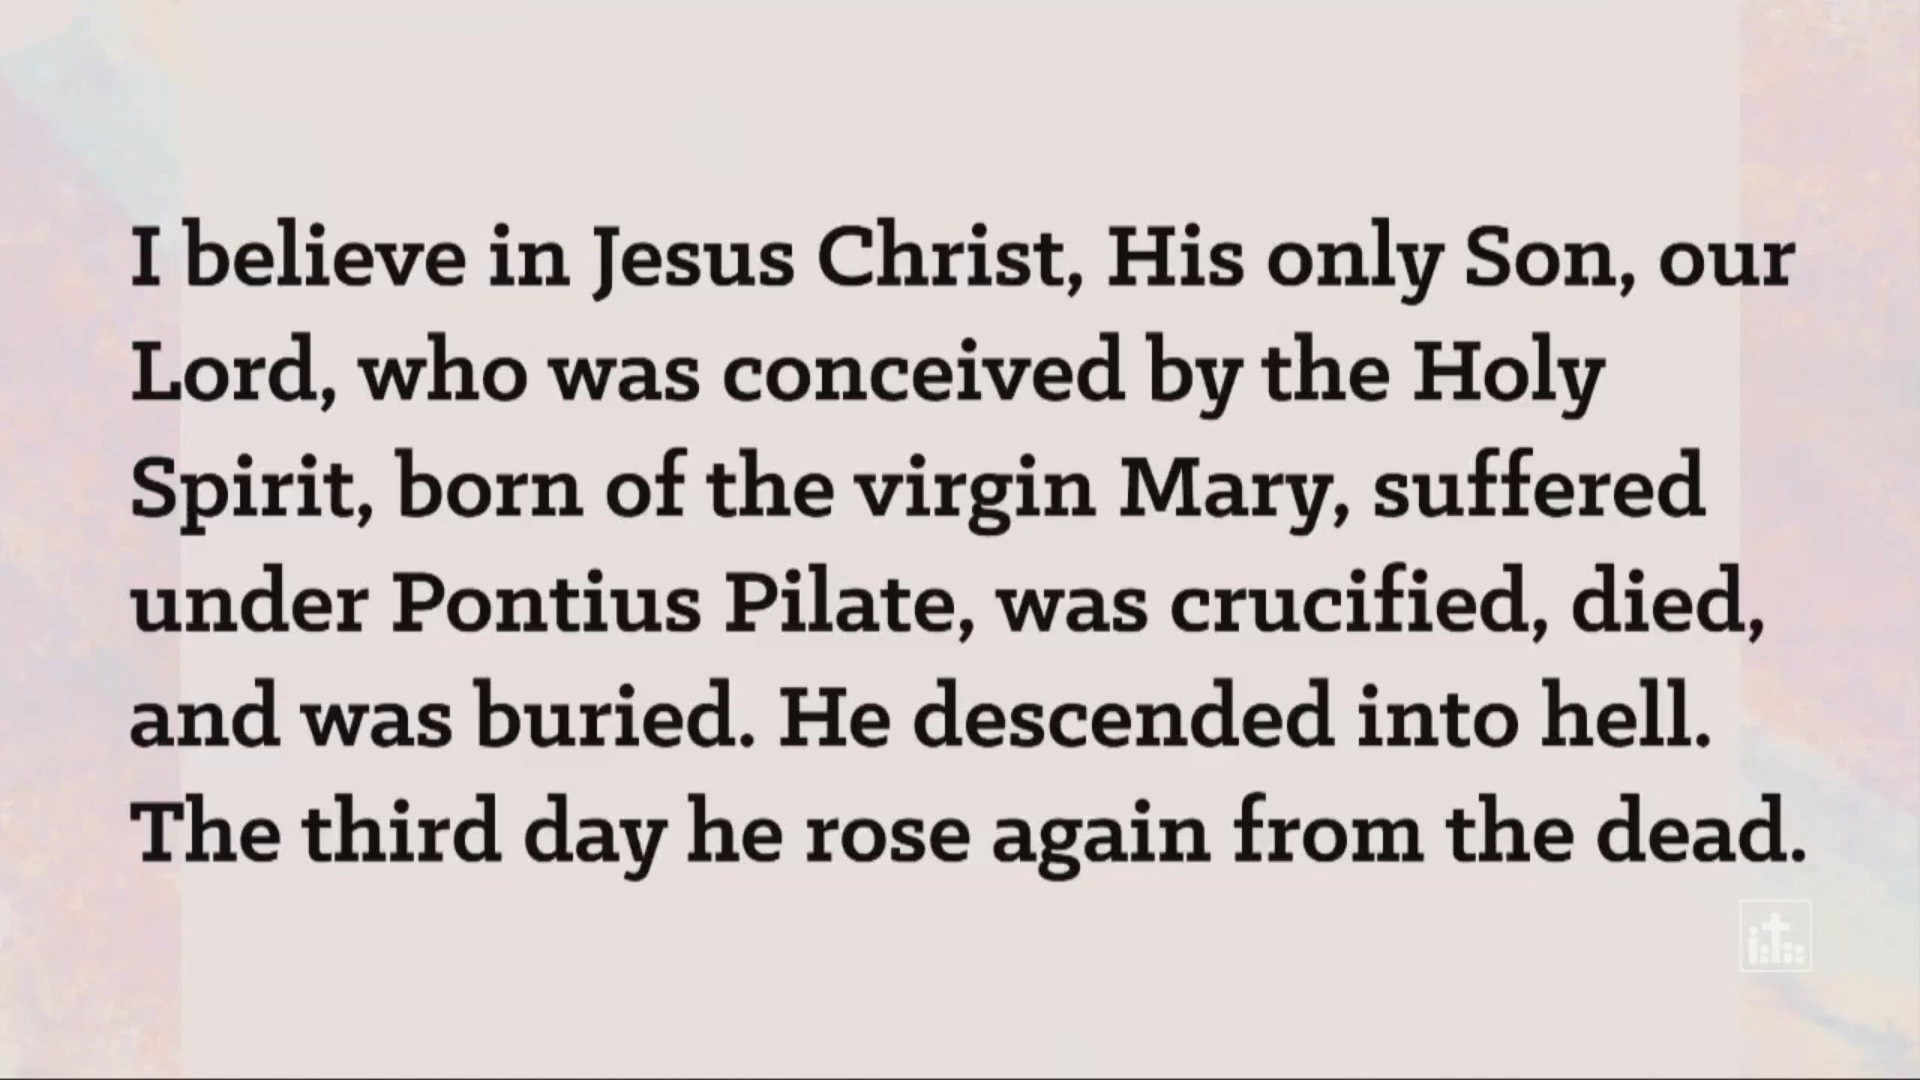 I believe in Jesus Christ, His only Son, our
Lord, who was conceived by the Holy
Spirit, born of the virgin Mary, suffered
under Pontius Pilate, was crucified, died,
and was buried. He descended into hell.
The third day he rose again from the dead.